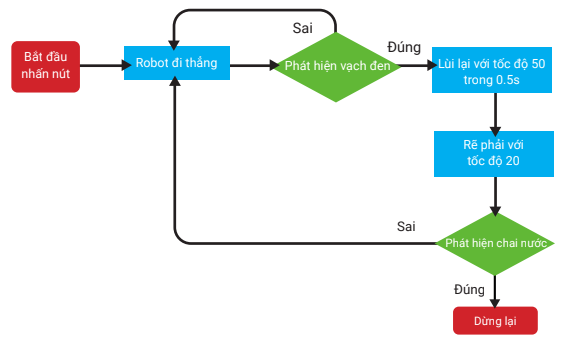 Sai
Bắt đầu
nhấn nút
Robot đi thẳng
Phát hiện vạch đen
Đúng
Lùi lại với tốc độ 50
trong 0.5s
Rẽ phải với
tốc độ 20
Sai
Phát hiện chai nước
Đúng
Dừng lại